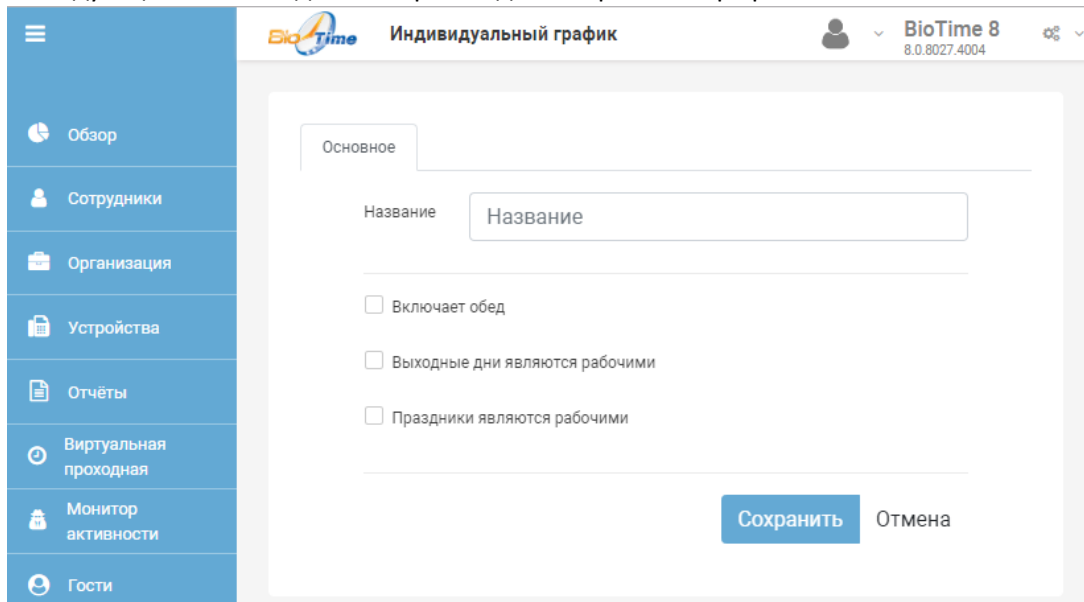 BioTime
Индивидуальный график
BioTime 8
8.0.8027.4004
Обзор
Сотрудники
Организация
Устройства
Отчёты
Виртуальная
проходная
Монитор
активности
Гости
Основное
Название
Название
Включает обед
Выходные дни являются рабочими
Праздники являются рабочими
Сохранить
Отмена